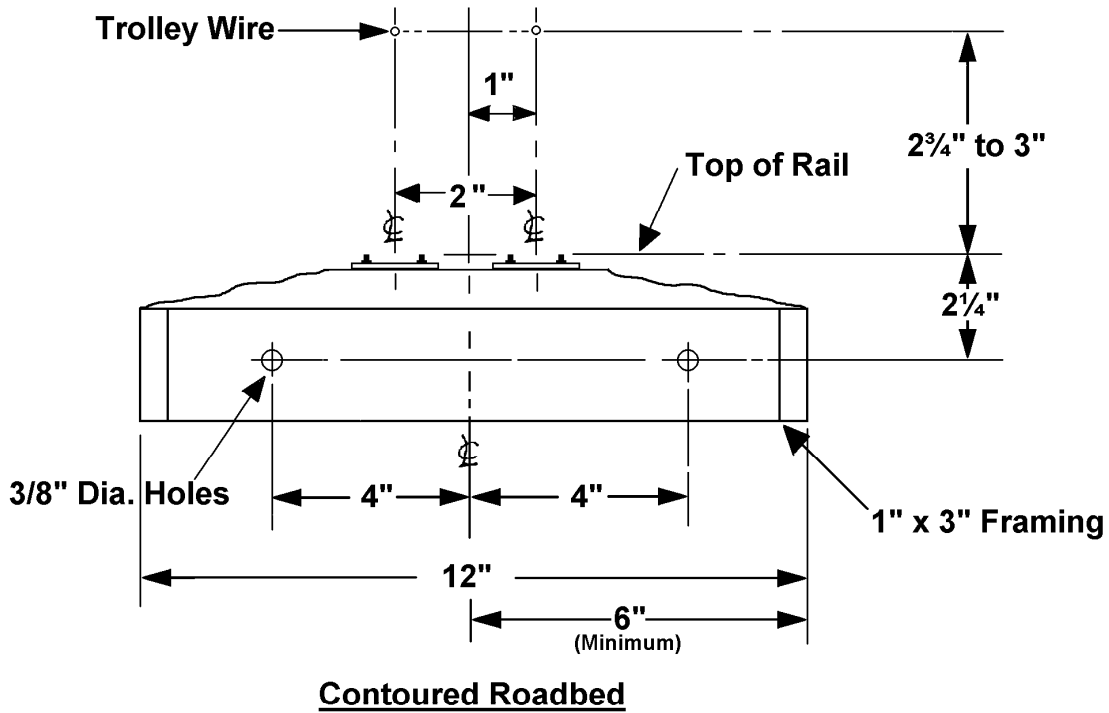 Trolley Wire
1"
2¾" to 3"
Top of Rail
2"
℄
℄
2¼"
℄
3/8" Dia. Holes
4"
4"
1" x 3" Framing
12"
6"
(Minimum)
Contoured Roadbed